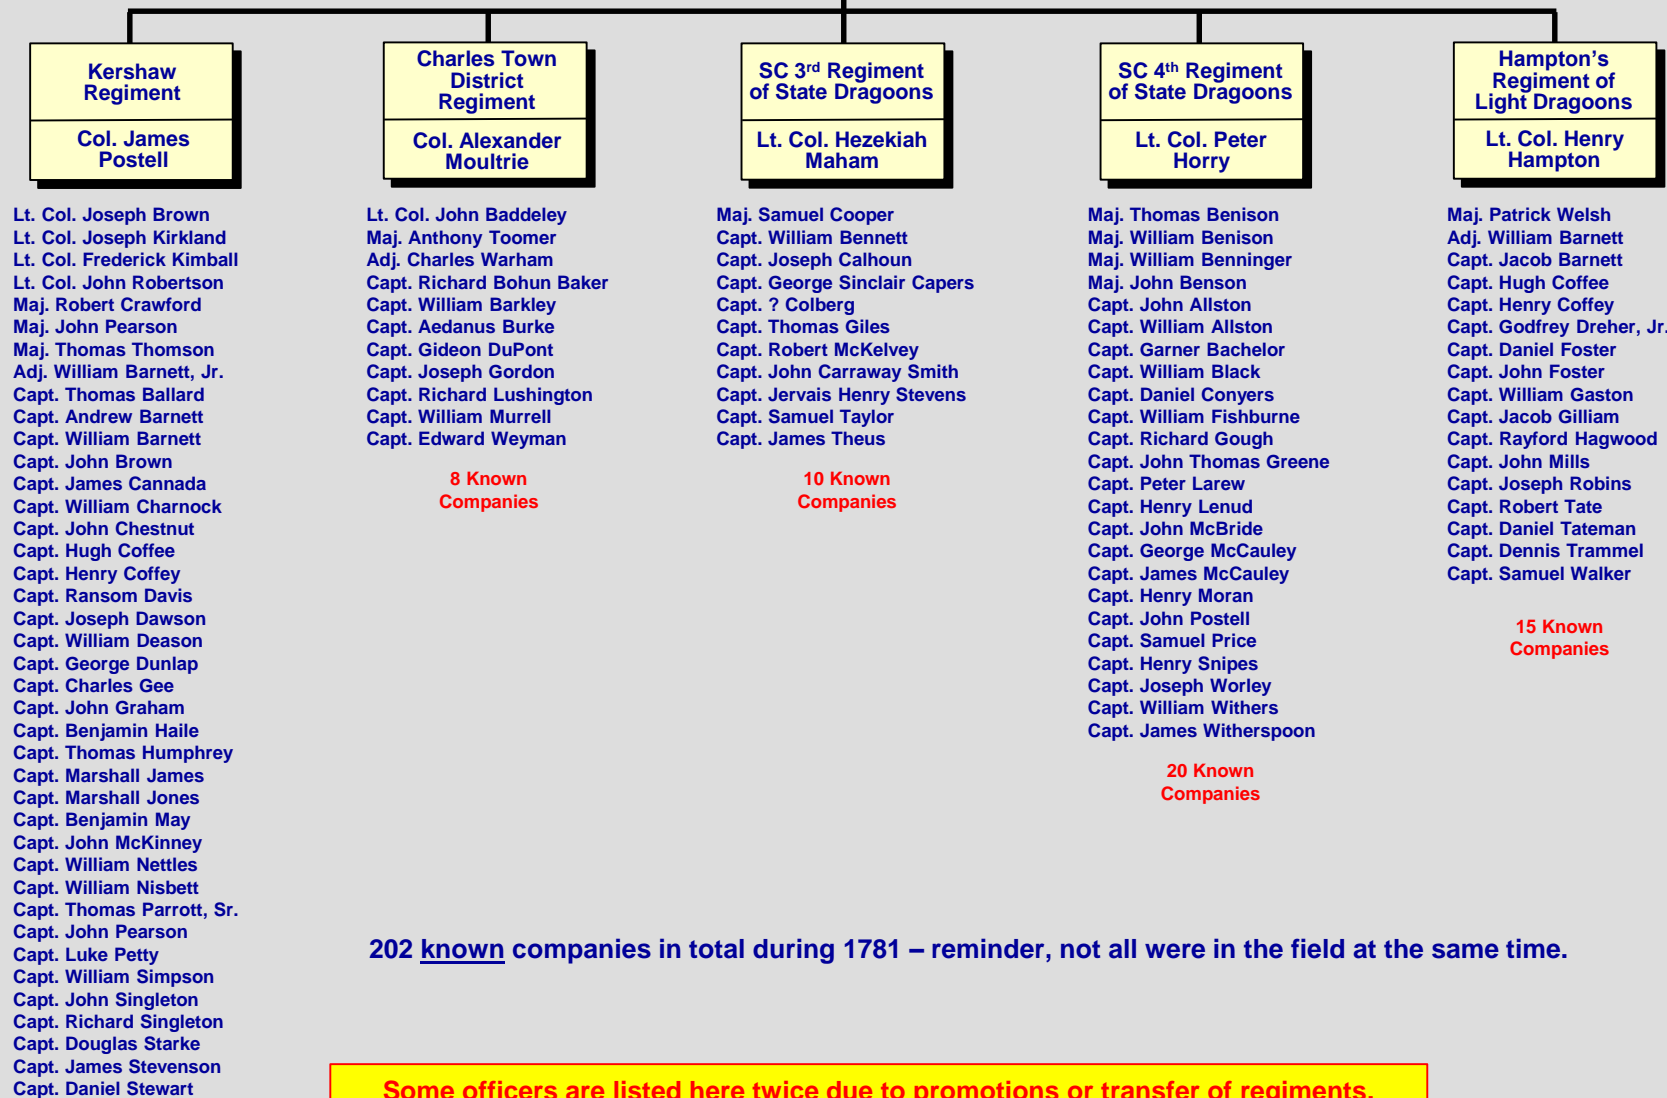 Kershaw
Regiment
Col. James
Postell
Lt. Col. Joseph Brown
Lt. Col. Joseph Kirkland
Lt. Col. Frederick Kimball
Lt. Col. John Robertson
Maj. Robert Crawford
Maj. John Pearson
Maj. Thomas Thomson
Adj. William Barnett, Jr.
Capt. Thomas Ballard
Capt. Andrew Barnett
Capt. William Barnett
Capt. John Brown
Capt. James Cannada
Capt. William Charnock
Capt. John Chestnut
Capt. Hugh Coffee
Capt. Henry Coffey
Capt. Ransom Davis
Capt. Joseph Dawson
Capt. William Deason
Capt. George Dunlap
Capt. Charles Gee
Capt. John Graham
Capt. Benjamin Haile
Capt. Thomas Humphrey
Capt. Marshall James
Capt. Marshall Jones
Capt. Benjamin May
Capt. John McKinney
Capt. William Nettles
Capt. William Nisbett
Capt. Thomas Parrott, Sr.
Capt. John Pearson
Capt. Luke Petty
Capt. William Simpson
Capt. John Singleton
Capt. Richard Singleton
Capt. Douglas Starke
Capt. James Stevenson
Capt. Daniel Stewart
Charles Town
District
Regiment
Col. Alexander
Moultrie
Lt. Col. John Baddeley
Maj. Anthony Toomer
Adj. Charles Warham
Capt. Richard Bohun Baker
Capt. William Barkley
Capt. Aedanus Burke
Capt. Gideon DuPont
Capt. Joseph Gordon
Capt. Richard Lushington
Capt. William Murrell
Capt. Edward Weyman
8 Known
Companies
SC 3rd Regiment
of State Dragoons
Lt. Col. Hezekiah
Maham
Maj. Samuel Cooper
Capt. William Bennett
Capt. Joseph Calhoun
Capt. George Sinclair Capers
Capt. ? Colberg
Capt. Thomas Giles
Capt. Robert McKelvey
Capt. John Carraway Smith
Capt. Jervais Henry Stevens
Capt. Samuel Taylor
Capt. James Theus
10 Known
Companies
SC 4th Regiment
of State Dragoons
Lt. Col. Peter
Horry
Maj. Thomas Benison
Maj. William Benison
Maj. William Benninger
Maj. John Benson
Capt. John Allston
Capt. William Allston
Capt. Garner Bachelor
Capt. William Black
Capt. Daniel Conyers
Capt. William Fishburne
Capt. Richard Gough
Capt. John Thomas Greene
Capt. Peter Larew
Capt. Henry Lenud
Capt. John McBride
Capt. George McCauley
Capt. James McCauley
Capt. Henry Moran
Capt. John Postell
Capt. Samuel Price
Capt. Henry Snipes
Capt. Joseph Worley
Capt. William Withers
Capt. James Witherspoon
20 Known
Companies
Hampton's
Regiment of
Light Dragoons
Lt. Col. Henry
Hampton
Maj. Patrick Welsh
Adj. William Barnett
Capt. Jacob Barnett
Capt. Hugh Coffee
Capt. Henry Coffey
Capt. Godfrey Dreher, Jr.
Capt. Daniel Foster
Capt. John Foster
Capt. William Gaston
Capt. Jacob Gilliam
Capt. Rayford Hagwood
Capt. John Mills
Capt. Joseph Robins
Capt. Robert Tate
Capt. Daniel Tateman
Capt. Dennis Trammel
Capt. Samuel Walker
15 Known
Companies
202 known companies in total during 1781 – reminder, not all were in the field at the same time.
Some officers are listed here twice due to promotions or transfer of regiments.